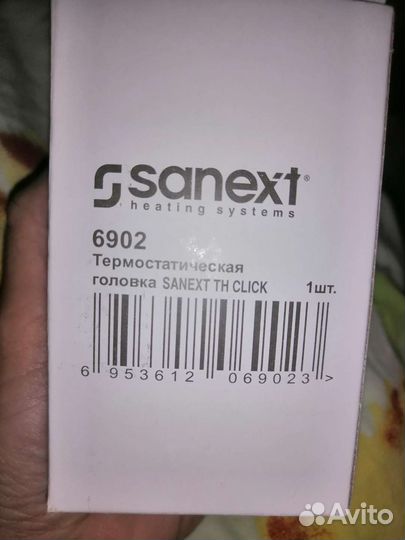 sanext®
heating systems
6902
Термостатическая
головка SANEXT TH CLICK 1шт.
6 953612 069023 >
Avito